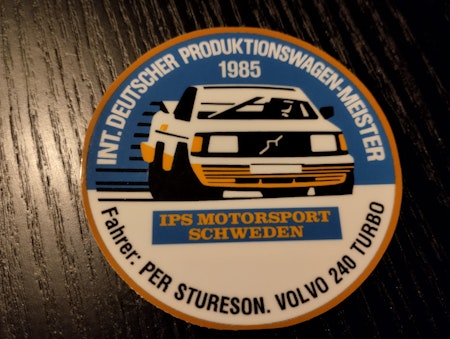 INT. DEUTSCHER PRODUKTIONSWAGEN-MEISTER
1985
IPS MOTORSPORT
SCHWEDEN
Fahrer: PER STURESON. VOLVO 240 TURBO